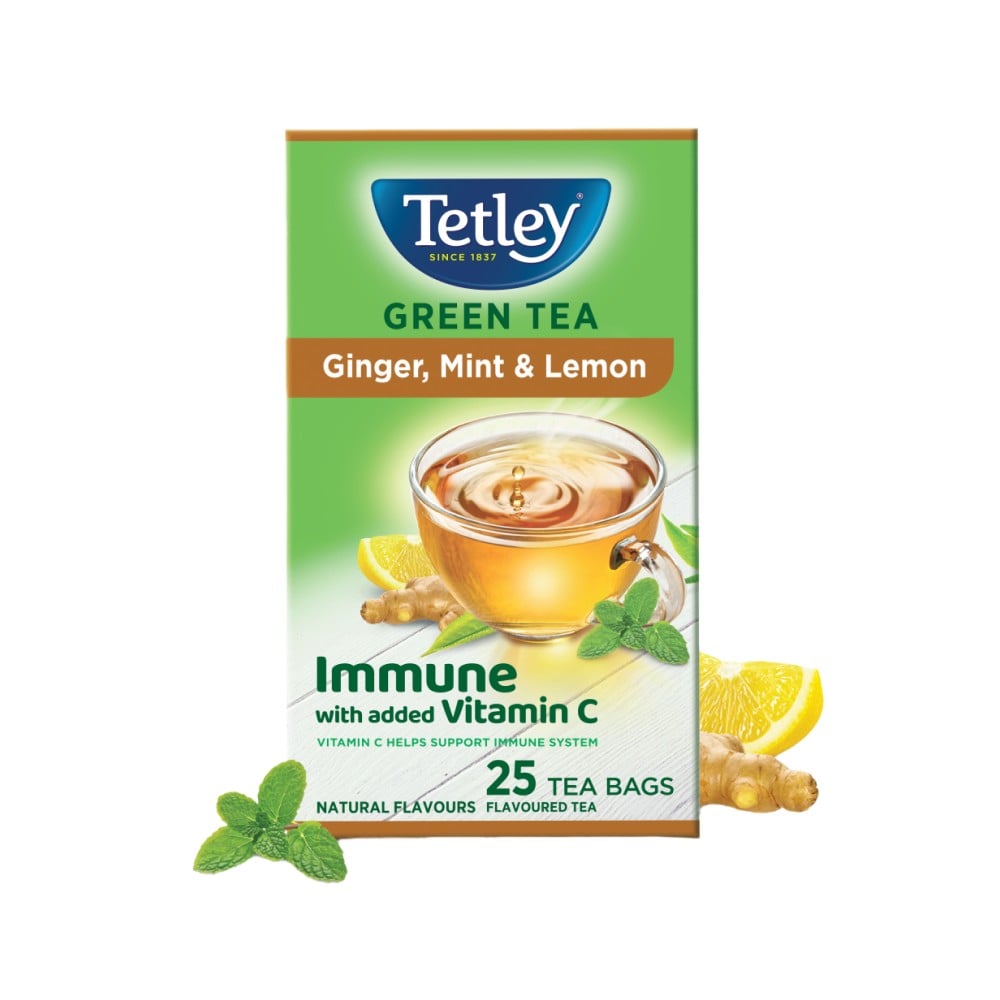 Tetley®
SINCE 1837
GREEN TEA
Ginger, Mint & Lemon
Immune
with added Vitamin C
VITAMIN C HELPS SUPPORT IMMUNE SYSTEM
25 TEA BAGS
NATURAL FLAVOURS FLAVOURED TEA